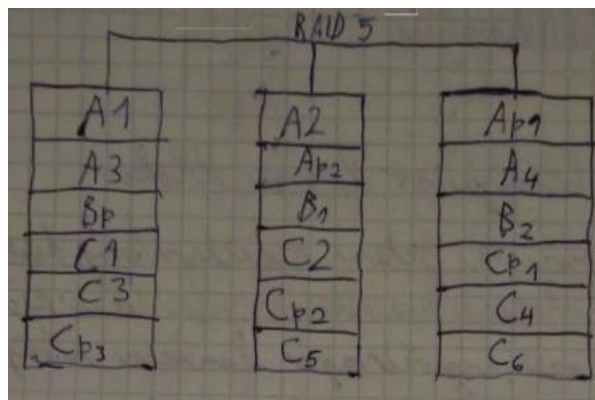 RAID 5
A1 A2 Ap1
A3 Ap2 A4
Bp B1 B2
C1 C2 Cp1
C3 Cp2 C4
Cp3 C5 C6